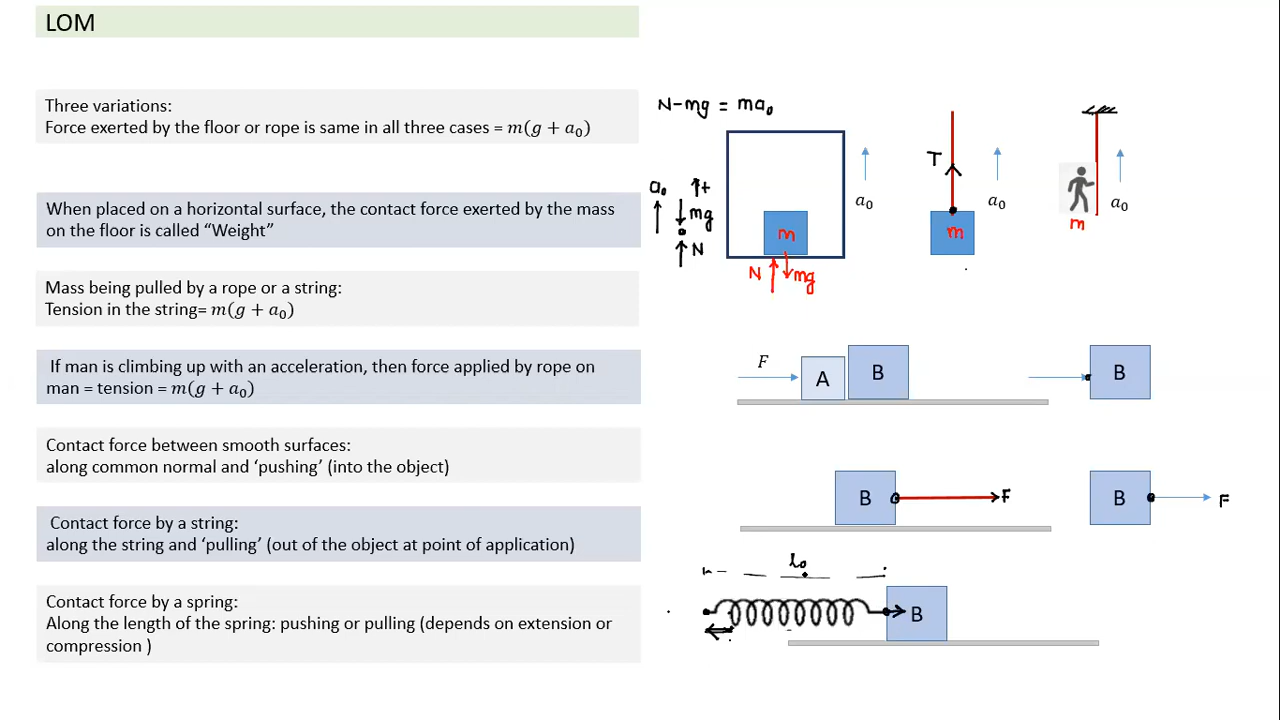 LOM
Three variations:
Force exerted by the floor or rope is same in all three cases = m(g + a₀)
When placed on a horizontal surface, the contact force exerted by the mass
on the floor is called “Weight”
Mass being pulled by a rope or a string:
Tension in the string= m(g + a₀)
If man is climbing up with an acceleration, then force applied by rope on
man = tension = m(g + a₀)
Contact force between smooth surfaces:
along common normal and ‘pushing’ (into the object)
Contact force by a string:
along the string and ‘pulling’ (out of the object at point of application)
Contact force by a spring:
Along the length of the spring: pushing or pulling (depends on extension or
compression )
N-mg = ma₀
a₀ +
mg
N
m
N mg
a₀
T
m
a₀
m
a₀
F
A B
B
B F
B F
l₀
B